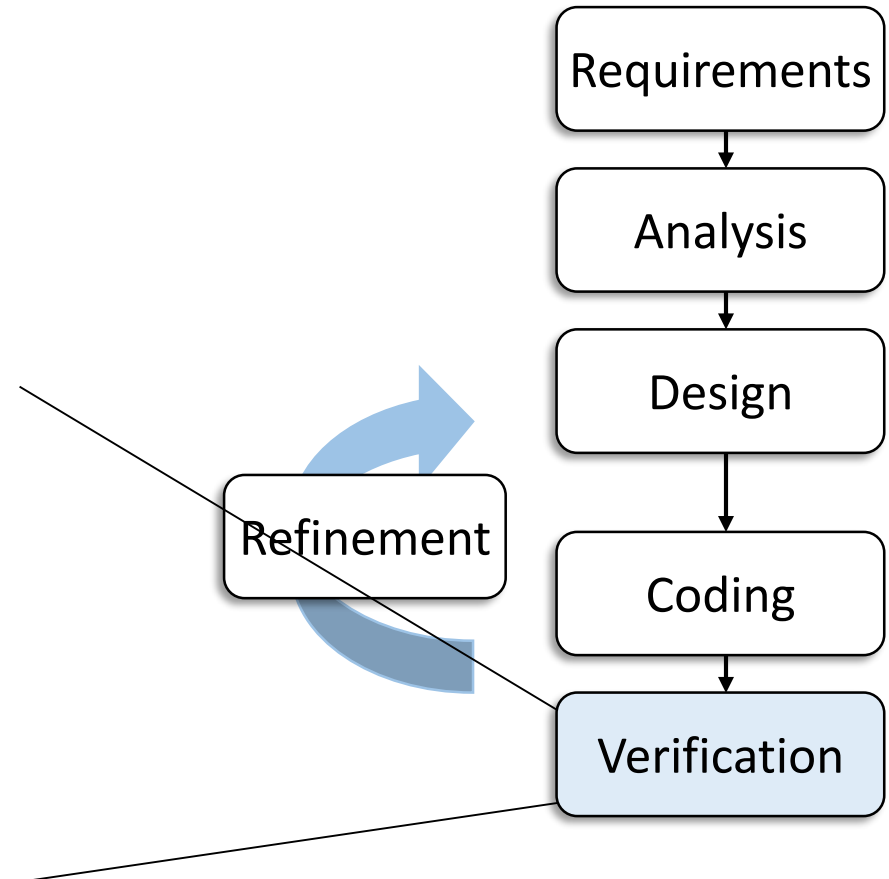 Requirements
Analysis
Design
Refinement
Coding
Verification